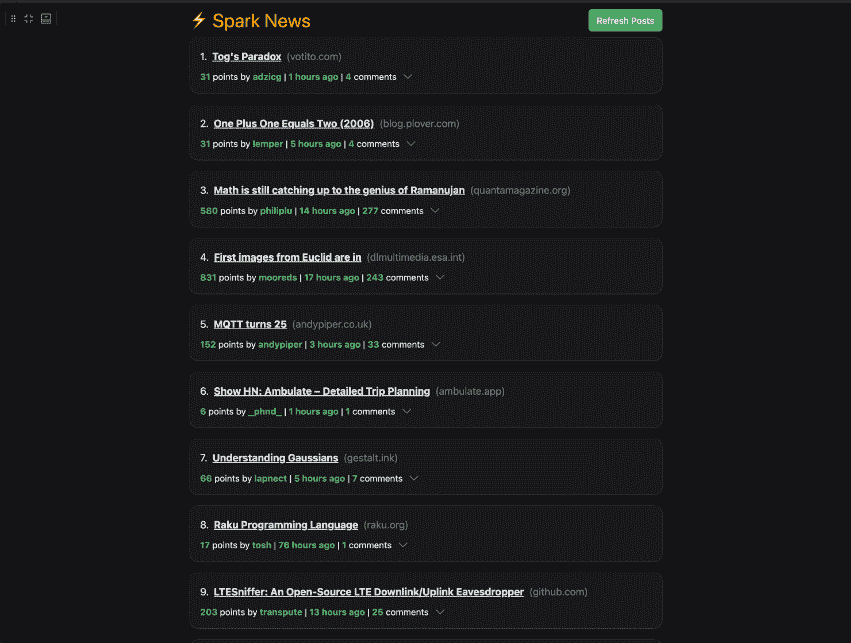 ⚡ Spark News
Refresh Posts
1. Tog's Paradox (votito.com)
31 points by adzicg | 1 hours ago | 4 comments
2. One Plus One Equals Two (2006) (blog.plover.com)
31 points by lemper | 5 hours ago | 4 comments
3. Math is still catching up to the genius of Ramanujan (quantamagazine.org)
580 points by philiplu | 14 hours ago | 277 comments
4. First images from Euclid are in (dlmultimedia.esa.int)
831 points by mooreds | 17 hours ago | 243 comments
5. MQTT turns 25 (andypiper.co.uk)
152 points by andypiper | 3 hours ago | 33 comments
6. Show HN: Ambulate – Detailed Trip Planning (ambulate.app)
6 points by _phnd_ | 1 hours ago | 1 comments
7. Understanding Gaussians (gestalt.ink)
66 points by lapnect | 5 hours ago | 7 comments
8. Raku Programming Language (raku.org)
17 points by tosh | 76 hours ago | 1 comments
9. LTESniffer: An Open-Source LTE Downlink/Uplink Eavesdropper (github.com)
203 points by transpute | 13 hours ago | 25 comments